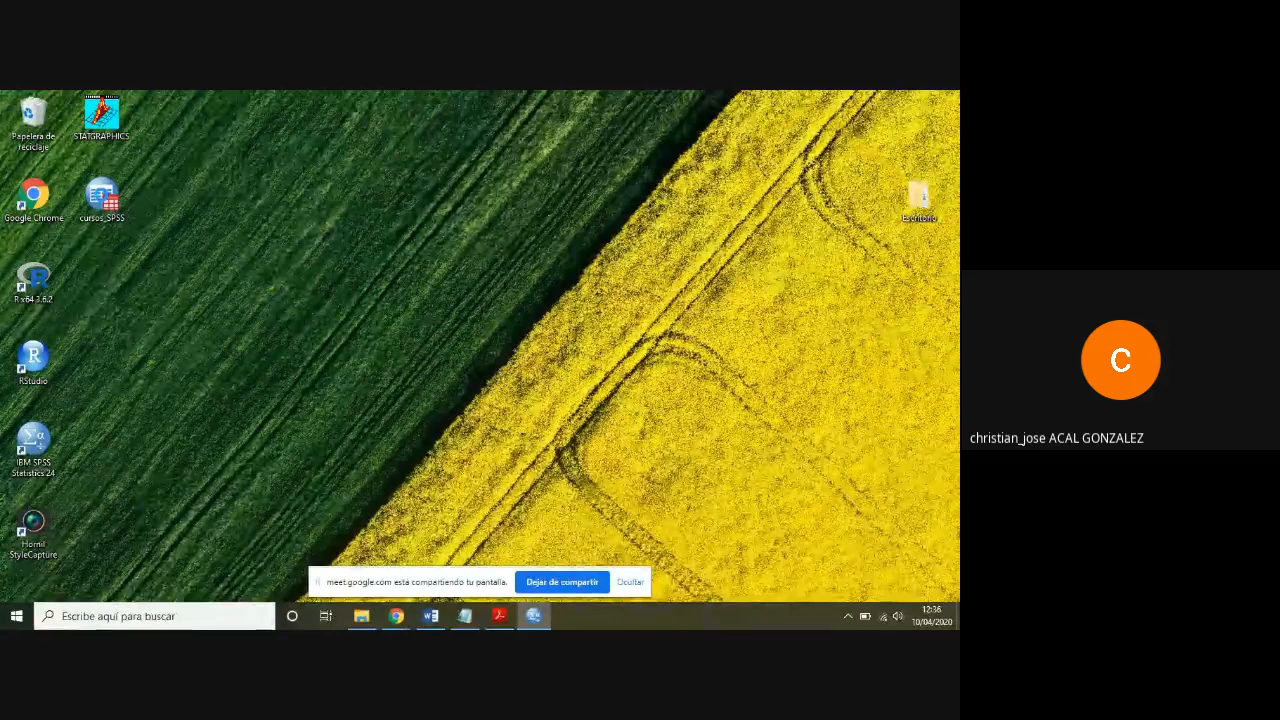 Papelera de
reciclaje
STATGRAPHICS
Google Chrome
cursos_SPSS
Escritorio
R x64 3.6.2
RStudio
IBM SPSS
Statistics 24
Hornil
StyleCapture
C
christian_jose ACAL GONZALEZ
meet.google.com está compartiendo tu pantalla.
Dejar de compartir
Ocultar
Escribe aquí para buscar
12:36
10/04/2020